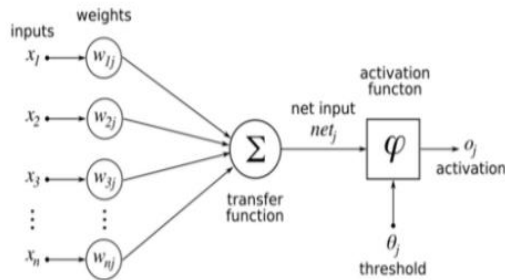 inputs
weights
x1
w1j
x2
w2j
x3
w3j
⋮
⋮
xn
wnj
Σ
transfer
function
net input
netj
activation
functon
φ
oj
activation
θj
threshold